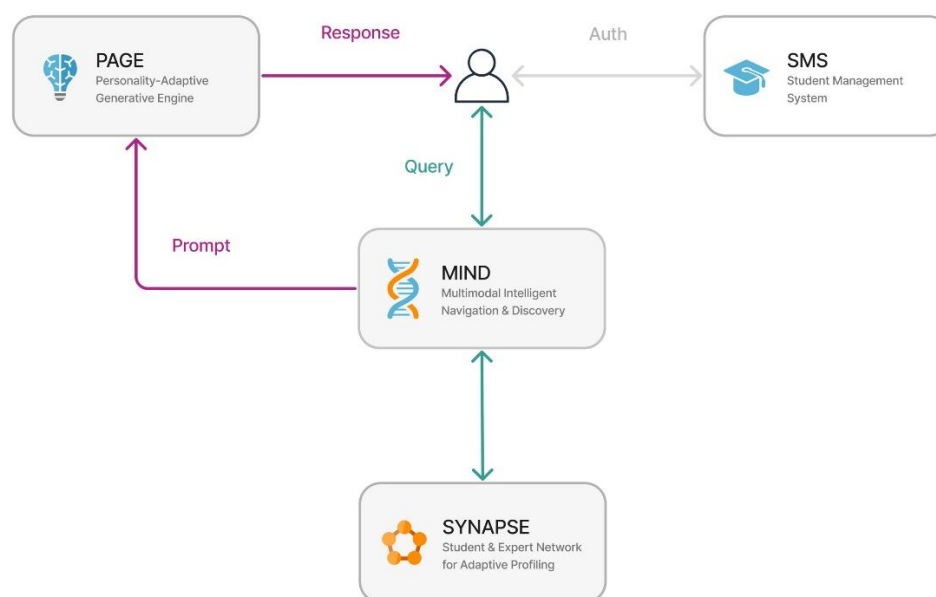 Response
Auth
PAGE
Personality-Adaptive
Generative Engine
SMS
Student Management
System
Query
Prompt
MIND
Multimodal Intelligent
Navigation & Discovery
SYNAPSE
Student & Expert Network
for Adaptive Profiling